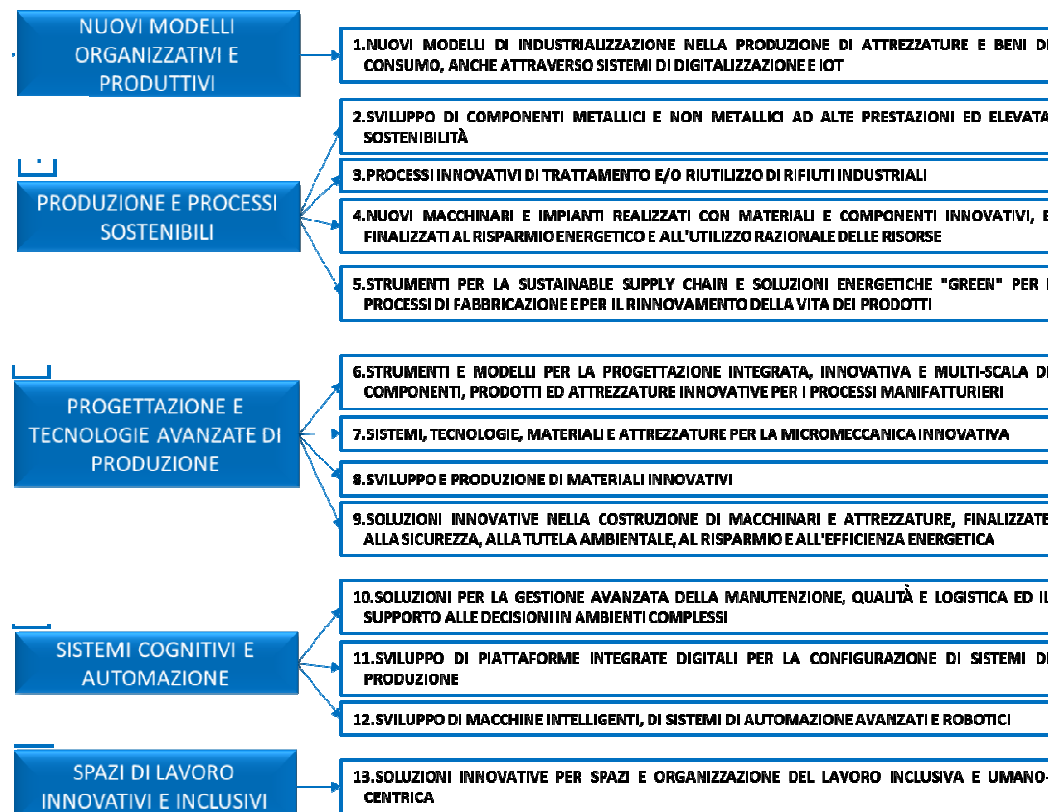 NUOVI MODELLI
ORGANIZZATIVI E
PRODUTTIVI
1.NUOVI MODELLI DI INDUSTRIALIZZAZIONE NELLA PRODUZIONE DI ATTREZZATURE E BENI DI
CONSUMO, ANCHE ATTRAVERSO SISTEMI DI DIGITALIZZAZIONE E IOT
PRODUZIONE E PROCESSI
SOSTENIBILI
2.SVILUPPO DI COMPONENTI METALLICI E NON METALLICI AD ALTE PRESTAZIONI ED ELEVATA
SOSTENIBILITÀ
3.PROCESSI INNOVATIVI DI TRATTAMENTO E/O RIUTILIZZO DI RIFIUTI INDUSTRIALI
4.NUOVI MACCHINARI E IMPIANTI REALIZZATI CON MATERIALI E COMPONENTI INNOVATIVI, E
FINALIZZATI AL RISPARMIO ENERGETICO E ALL'UTILIZZO RAZIONALE DELLE RISORSE
5.STRUMENTI PER LA SUSTAINABLE SUPPLY CHAIN E SOLUZIONI ENERGETICHE "GREEN" PER I
PROCESSI DI FABBRICAZIONE E PER IL RINNOVAMENTO DELLA VITA DEI PRODOTTI
PROGETTAZIONE E
TECNOLOGIE AVANZATE DI
PRODUZIONE
6.STRUMENTI E MODELLI PER LA PROGETTAZIONE INTEGRATA, INNOVATIVA E MULTI-SCALA DI
COMPONENTI, PRODOTTI ED ATTREZZATURE INNOVATIVE PER I PROCESSI MANIFATTURIERI
7.SISTEMI, TECNOLOGIE, MATERIALI E ATTREZZATURE PER LA MICROMECCANICA INNOVATIVA
8.SVILUPPO E PRODUZIONE DI MATERIALI INNOVATIVI
9.SOLUZIONI INNOVATIVE NELLA COSTRUZIONE DI MACCHINARI E ATTREZZATURE, FINALIZZATE
ALLA SICUREZZA, ALLA TUTELA AMBIENTALE, AL RISPARMIO E ALL'EFFICIENZA ENERGETICA
SISTEMI COGNITIVI E
AUTOMAZIONE
10.SOLUZIONI PER LA GESTIONE AVANZATA DELLA MANUTENZIONE, QUALITÀ E LOGISTICA ED IL
SUPPORTO ALLE DECISIONI IN AMBIENTI COMPLESSI
11.SVILUPPO DI PIATTAFORME INTEGRATE DIGITALI PER LA CONFIGURAZIONE DI SISTEMI DI
PRODUZIONE
12.SVILUPPO DI MACCHINE INTELLIGENTI, DI SISTEMI DI AUTOMAZIONE AVANZATI E ROBOTICI
SPAZI DI LAVORO
INNOVATIVI E INCLUSIVI
13.SOLUZIONI INNOVATIVE PER SPAZI E ORGANIZZAZIONE DEL LAVORO INCLUSIVA E UMANO-
CENTRICA